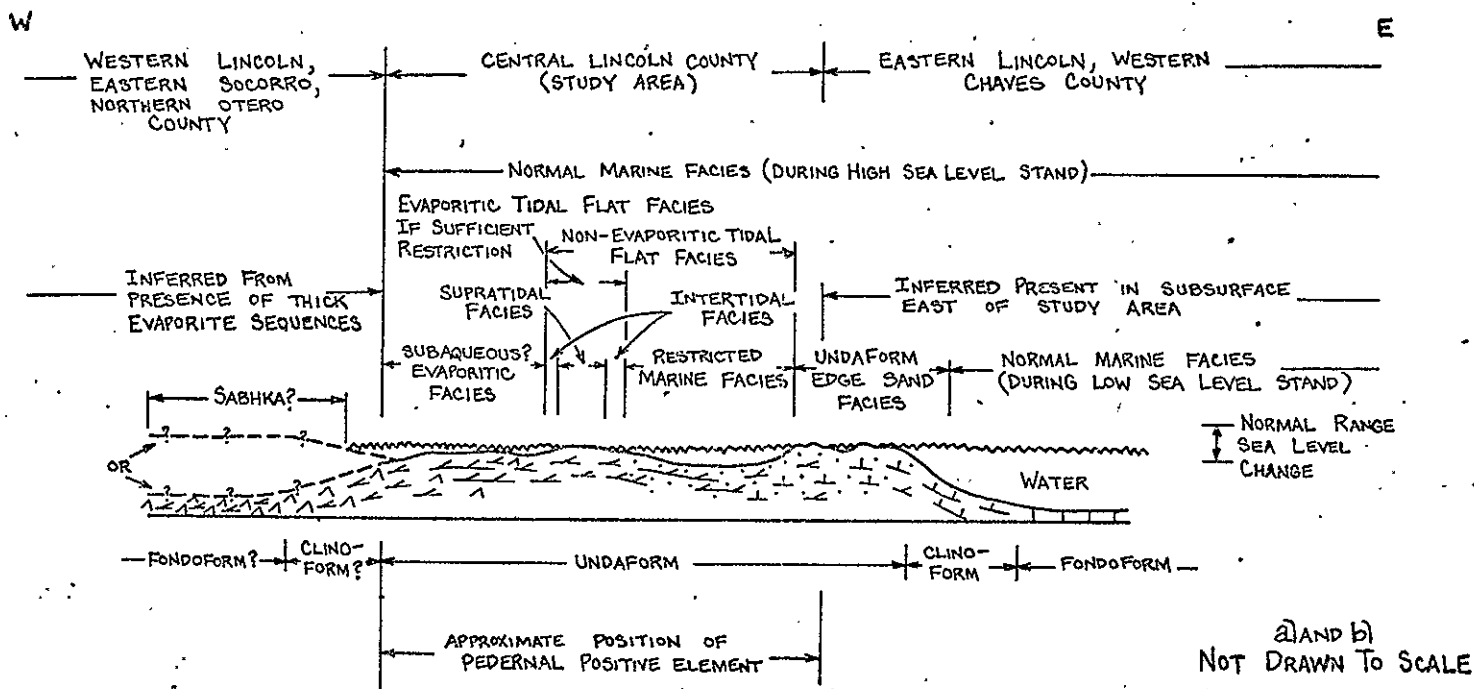 W
E
WESTERN LINCOLN,
EASTERN SOCORRO,
NORTHERN OTERO
COUNTY
CENTRAL LINCOLN COUNTY
(STUDY AREA)
EASTERN LINCOLN, WESTERN
CHAVES COUNTY
NORMAL MARINE FACIES (DURING HIGH SEA LEVEL STAND)
EVAPORITIC TIDAL FLAT FACIES
IF SUFFICIENT
RESTRICTION
NON-EVAPORITIC TIDAL
FLAT FACIES
INFERRED FROM
PRESENCE OF THICK
EVAPORITE SEQUENCES
SUPRATIDAL
FACIES
INTERTIDAL
FACIES
INFERRED PRESENT IN SUBSURFACE
EAST OF STUDY AREA
SUBAQUEOUS?
EVAPORITIC
FACIES
RESTRICTED
MARINE FACIES
UNDAFORM
EDGE SAND
FACIES
NORMAL MARINE FACIES
(DURING LOW SEA LEVEL STAND)
SABHKA?
? ? ?
OR
? ? ?
NORMAL RANGE
SEA LEVEL
CHANGE
WATER
FONDOFORM?
CLINO-
FORM?
UNDAFORM
CLINO-
FORM
FONDOFORM
APPROXIMATE POSITION OF
PEDERNAL POSITIVE ELEMENT
a) AND b)
NOT DRAWN TO SCALE